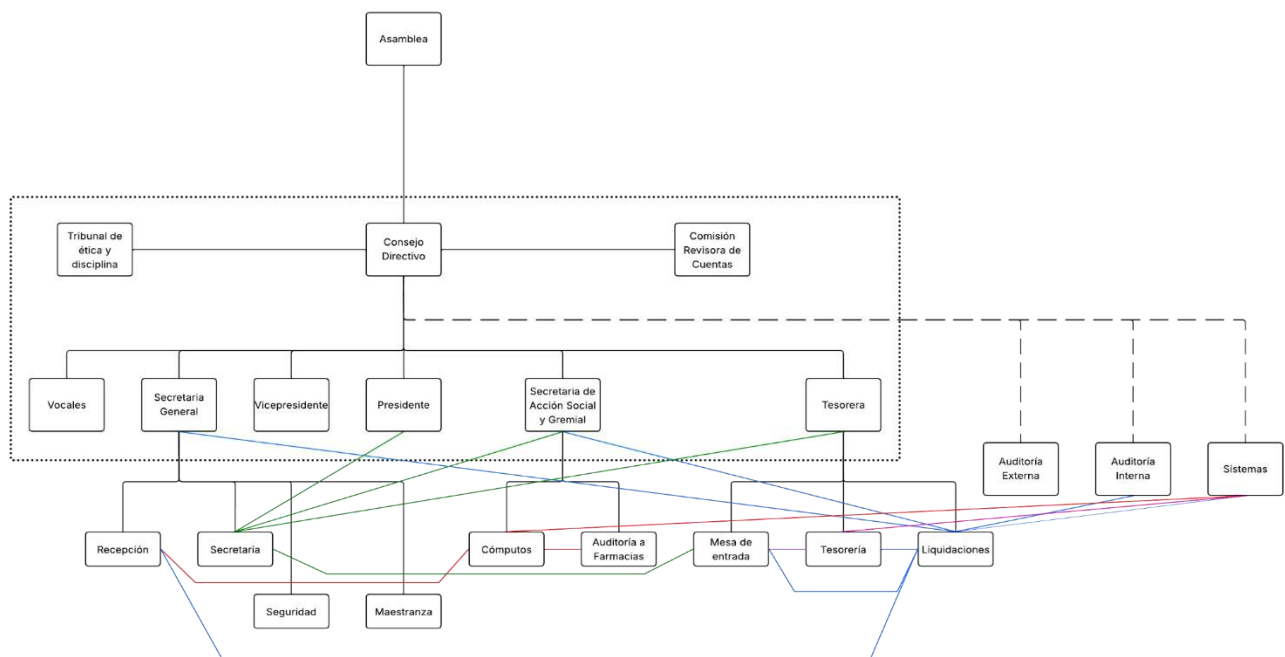 Asamblea
Tribunal de
ética y
disciplina
Consejo
Directivo
Comisión
Revisora de
Cuentas
Vocales
Secretaria
General
Vicepresidente
Presidente
Secretaria de
Acción Social
y Gremial
Tesorera
Auditoría
Externa
Auditoría
Interna
Sistemas
Recepción
Secretaria
Cómputos
Auditoría a
Farmacias
Mesa de
entrada
Tesorería
Liquidaciones
Seguridad
Maestranza